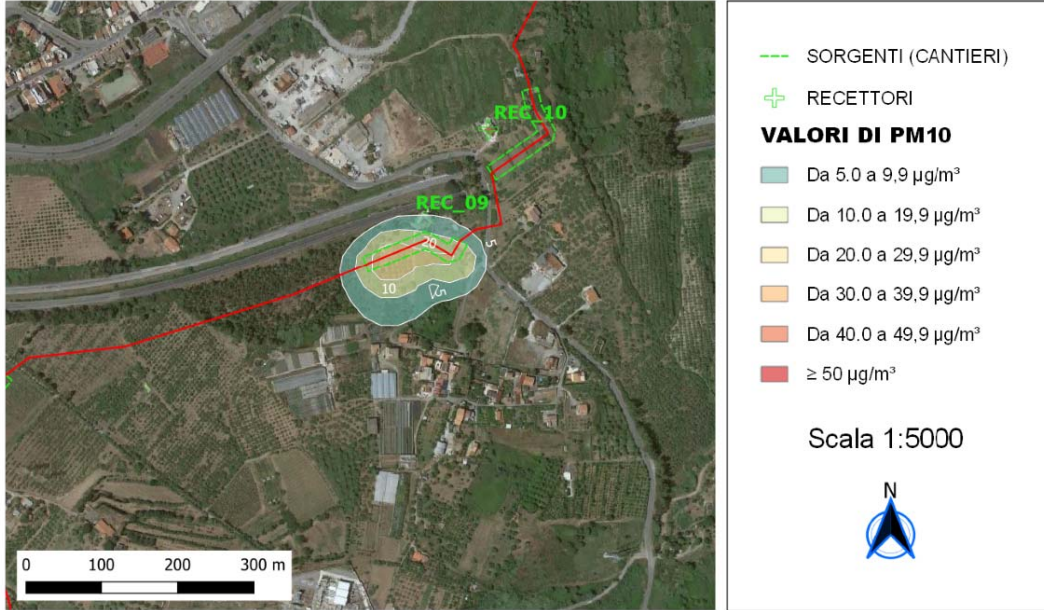 REC_10
REC_09
20
5
10
5
0 100 200 300 m
SORGENTI (CANTIERI)
RECETTORI
VALORI DI PM10
Da 5.0 a 9,9 µg/m³
Da 10.0 a 19,9 µg/m³
Da 20.0 a 29,9 µg/m³
Da 30.0 a 39,9 µg/m³
Da 40.0 a 49,9 µg/m³
≥ 50 µg/m³
Scala 1:5000
N